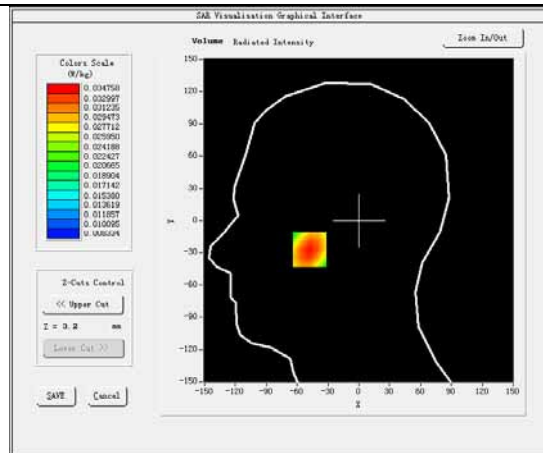 SAR Visualisation Graphical Interface
Volume Radiated Intensity
Zoom In/Out
Colors Scale
(W/kg)
0.034758
0.032997
0.031235
0.029473
0.027712
0.025950
0.024188
0.022427
0.020665
0.018904
0.017142
0.015380
0.013619
0.011857
0.010095
0.008334
Z-Cuts Control
<< Upper Cut
Z = 3.2 mm
Lower Cut >>
SAVE Cancel
150
120
90
60
30
0
-30
-60
-90
-120
-150
Y
-150 -120 -90 -60 -30 0 30 60 90 120 150
X